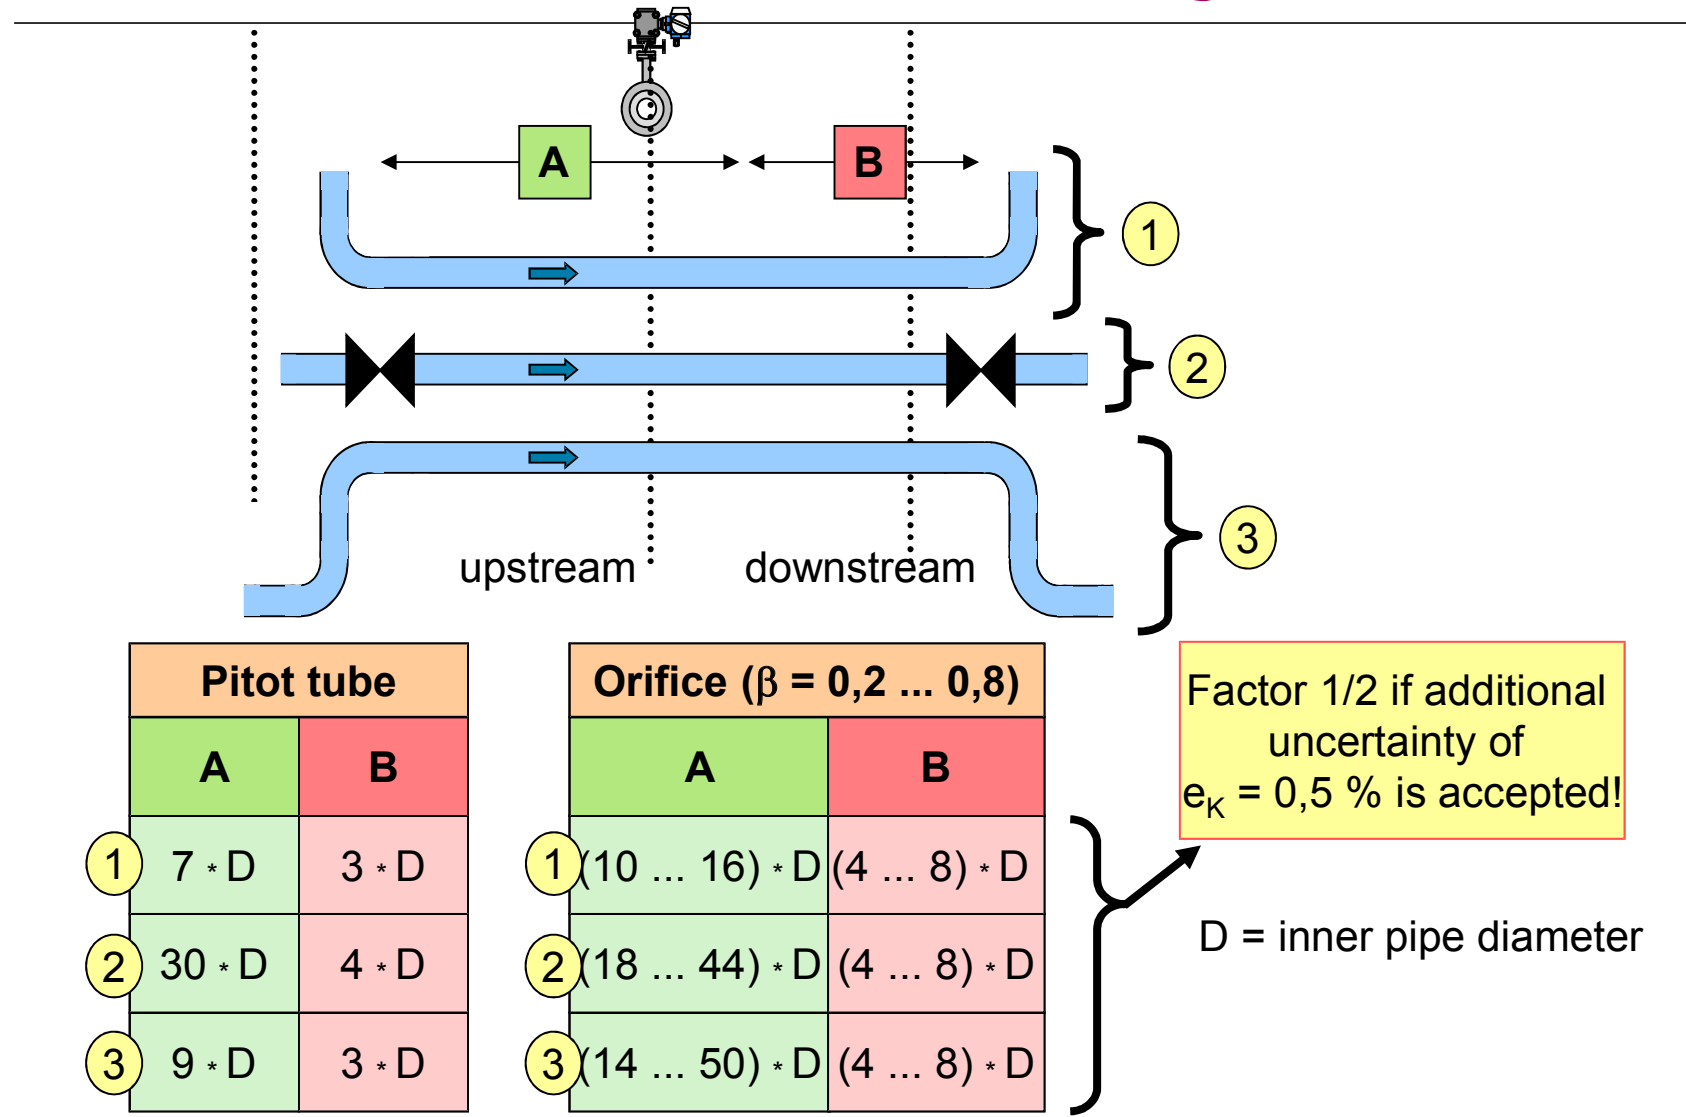 A
B
1
2
3
upstream
downstream
Pitot tube
A B
1 7 * D 3 * D
2 30 * D 4 * D
3 9 * D 3 * D
Orifice (β = 0,2 ... 0,8)
A B
1 (10 ... 16) * D (4 ... 8) * D
2 (18 ... 44) * D (4 ... 8) * D
3 (14 ... 50) * D (4 ... 8) * D
Factor 1/2 if additional
uncertainty of
eK = 0,5 % is accepted!
D = inner pipe diameter